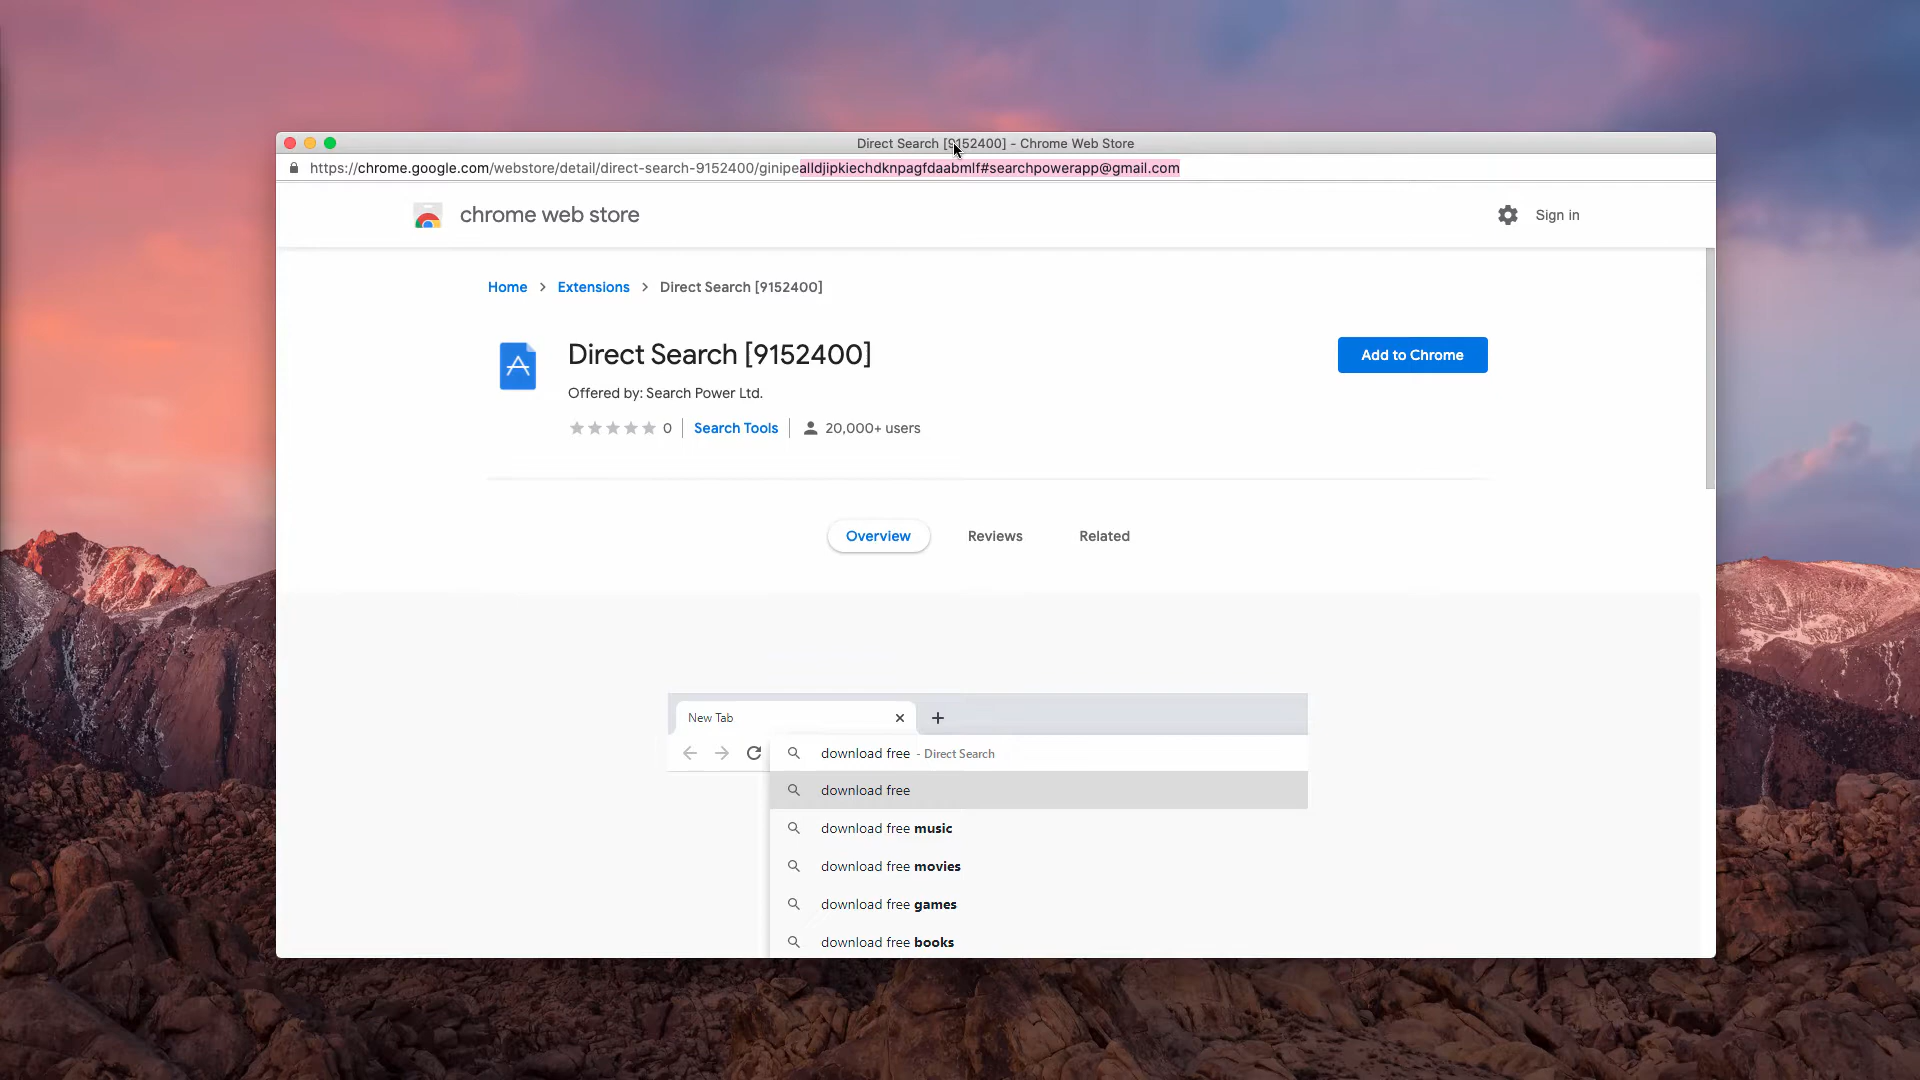 Direct Search [9152400] - Chrome Web Store
https://chrome.google.com/webstore/detail/direct-search-9152400/ginipealldjipkiechdknpagfdaabmlf#searchpowerapp@gmail.com
chrome web store
Sign in
Home > Extensions > Direct Search [9152400]
Direct Search [9152400]
Add to Chrome
Offered by: Search Power Ltd.
0 Search Tools 20,000+ users
Overview Reviews Related
New Tab
download free - Direct Search
download free
download free music
download free movies
download free games
download free books